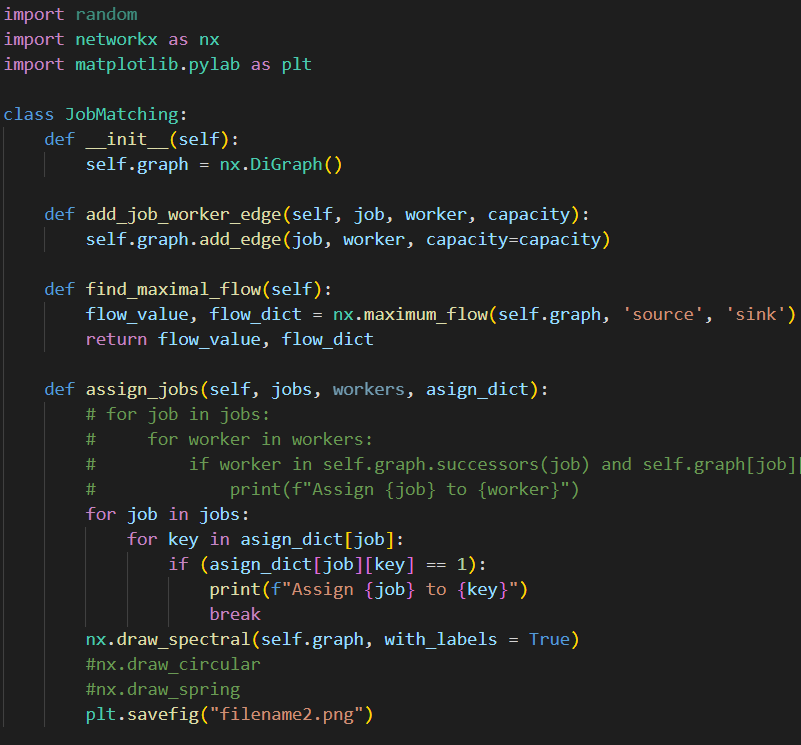 import random
import networkx as nx
import matplotlib.pylab as plt
class JobMatching:
    def __init__(self):
        self.graph = nx.DiGraph()
    def add_job_worker_edge(self, job, worker, capacity):
        self.graph.add_edge(job, worker, capacity=capacity)
    def find_maximal_flow(self):
        flow_value, flow_dict = nx.maximum_flow(self.graph, 'source', 'sink')
        return flow_value, flow_dict
    def assign_jobs(self, jobs, workers, asign_dict):
        # for job in jobs:
        #     for worker in workers:
        #         if worker in self.graph.successors(job) and self.graph[job][
        #             print(f"Assign {job} to {worker}")
        for job in jobs:
            for key in asign_dict[job]:
                if (asign_dict[job][key] == 1):
                    print(f"Assign {job} to {key}")
                    break
        nx.draw_spectral(self.graph, with_labels = True)
        #nx.draw_circular
        #nx.draw_spring
        plt.savefig("filename2.png")